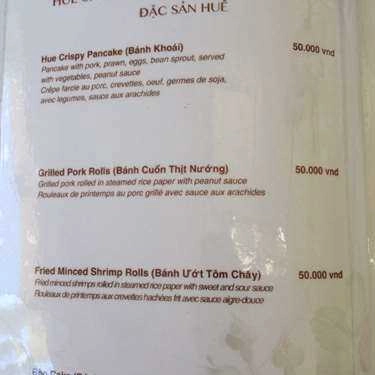 ĐẶC SẢN HUẾ
Hue Crispy Pancake (Bánh Khoái) 50.000 vnd
Pancake with pork, prawn, eggs, bean sprout, served
with vegetables, peanut sauce
Crêpe farcie au porc, crevettes, oeuf, germes de soja,
avec legumes, sauce aux arachides
Grilled Pork Rolls (Bánh Cuốn Thịt Nướng) 50.000 vnd
Grilled pork rolled in steamed rice paper with peanut sauce
Rouleaux de printemps au porc grillé avec sauce aux arachides
Fried Minced Shrimp Rolls (Bánh Ướt Tôm Cháy) 50.000 vnd
Fried minced shrimps rolled in steamed rice paper with sweet and sour sauce
Rouleaux de printemps aux crevettes hachées frit avec sauce aigre-douce